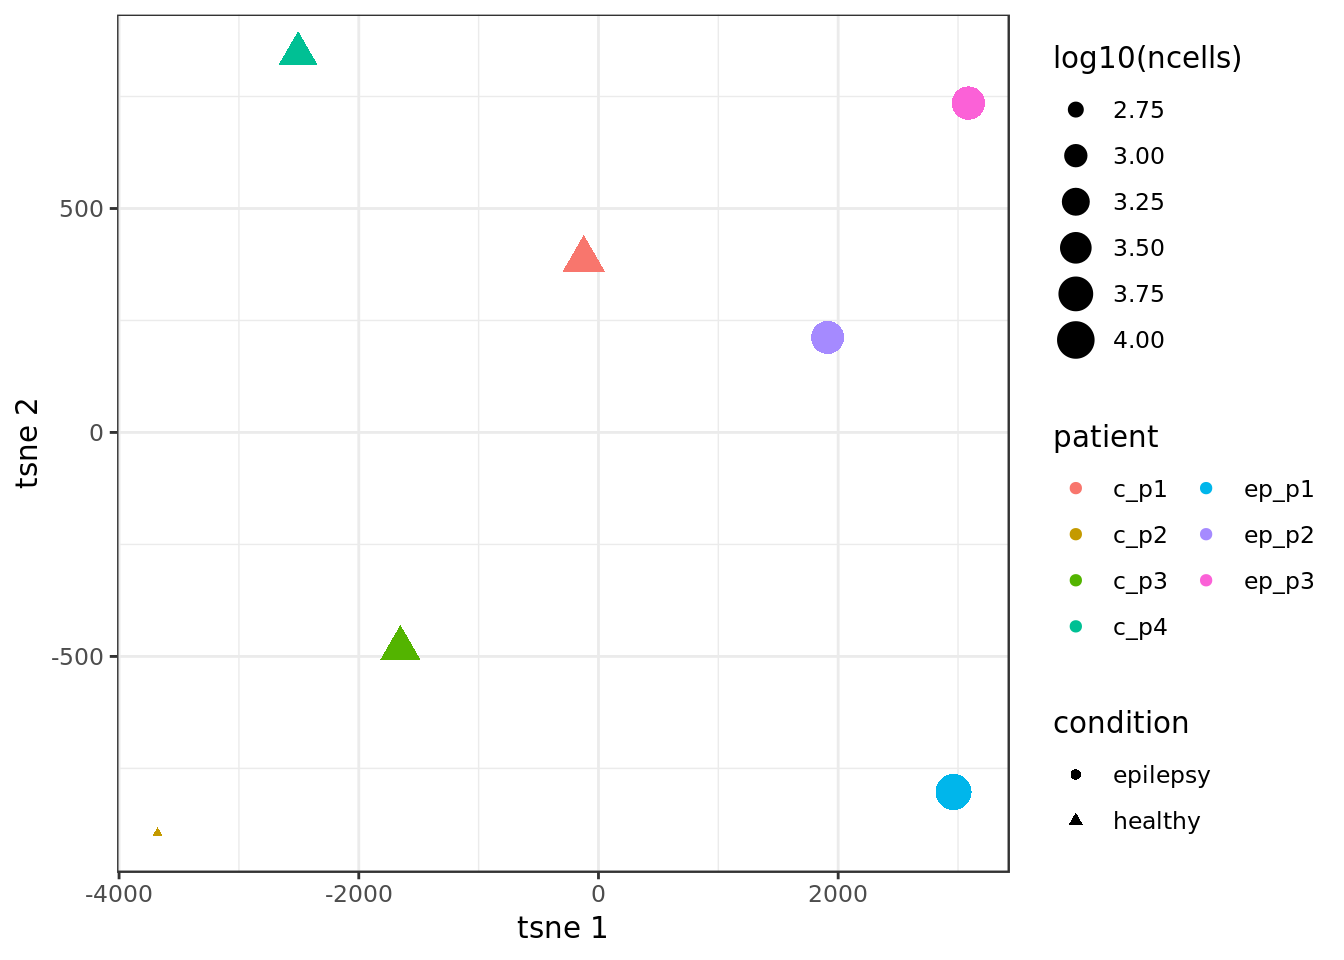 tsne 2
500
0
-500
-4000
-2000
0
2000
tsne 1
log10(ncells)
2.75
3.00
3.25
3.50
3.75
4.00
patient
c_p1 ep_p1
c_p2 ep_p2
c_p3 ep_p3
c_p4
condition
epilepsy
healthy